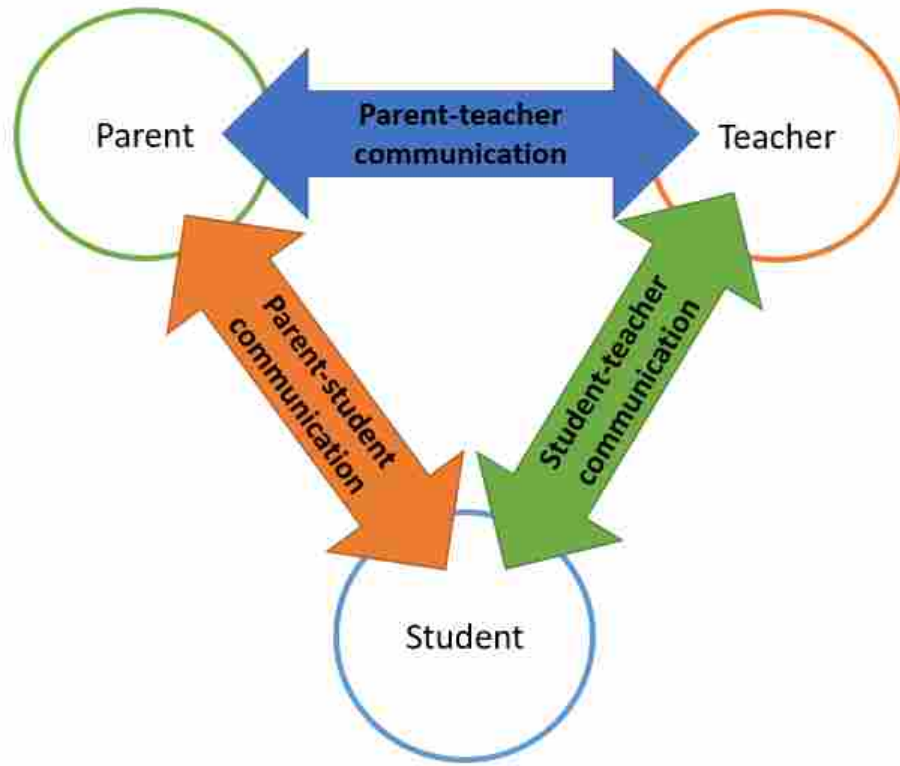 Parent
Parent-teacher
communication
Teacher
Parent-student
communication
Student-teacher
communication
Student